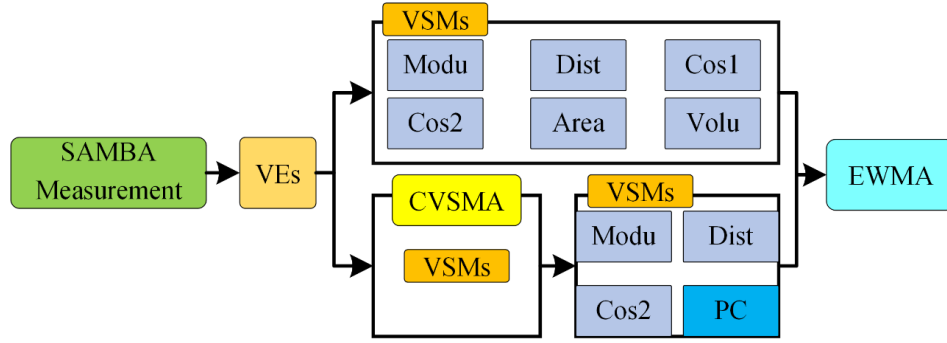 SAMBA
Measurement
VEs
VSMs
Modu
Dist
Cos1
Cos2
Area
Volu
CVSMA
VSMs
VSMs
Modu
Dist
Cos2
PC
EWMA